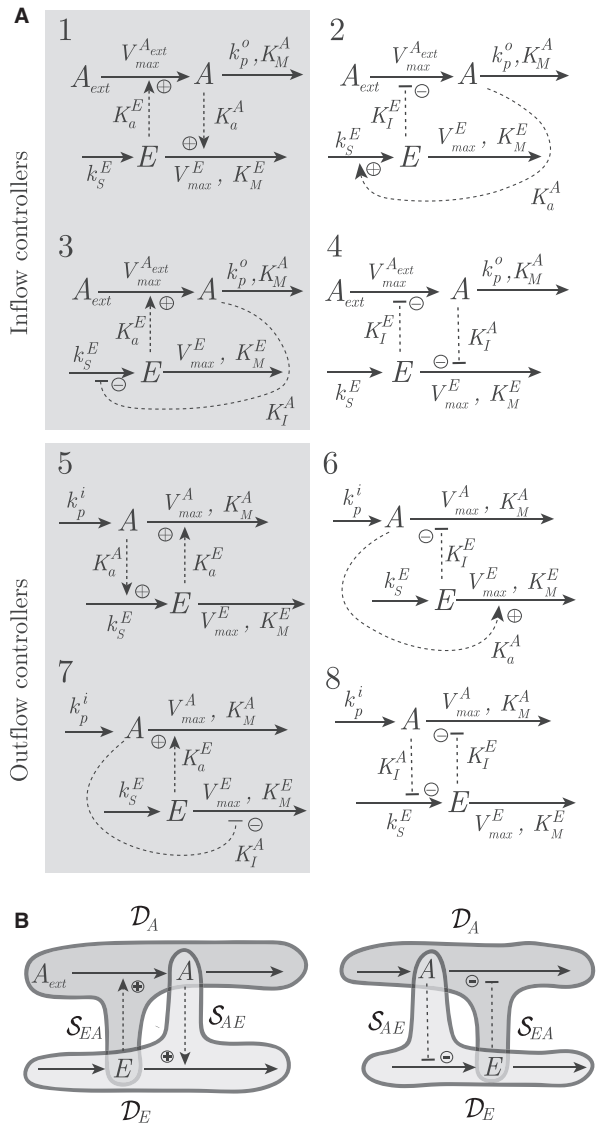 A
Inflow controllers
1
V_max^{A_ext} k_p^o, K_M^A
A_ext ⊕ A
K_a^E K_a^A
⊕
k_S^E E V_max^E, K_M^E
2
V_max^{A_ext} k_p^o, K_M^A
A_ext ⊖ A
K_I^E
k_S^E V_max^E, K_M^E
⊕ E
K_a^A
3
V_max^{A_ext} k_p^o, K_M^A
A_ext ⊕ A
K_a^E
k_S^E V_max^E, K_M^E
⊖ E
K_I^A
4
V_max^{A_ext} k_p^o, K_M^A
A_ext ⊖ A
K_I^E K_I^A
⊖
k_S^E E V_max^E, K_M^E
Outflow controllers
5
k_p^i V_max^A, K_M^A
A ⊕
K_a^A K_a^E
⊕
k_S^E E V_max^E, K_M^E
6
k_p^i V_max^A, K_M^A
A ⊖
K_I^E
k_S^E V_max^E, K_M^E
E ⊕
K_a^A
7
k_p^i V_max^A, K_M^A
A ⊕
K_a^E
k_S^E V_max^E, K_M^E
E ⊖
K_I^A
8
k_p^i V_max^A, K_M^A
A ⊖
K_I^A K_I^E
⊖
k_S^E E V_max^E, K_M^E
B
𝒟_A
A_ext ⊕ A
𝒮_EA 𝒮_AE
⊕
E
𝒟_E
𝒟_A
A ⊖
𝒮_AE 𝒮_EA
⊖
E
𝒟_E